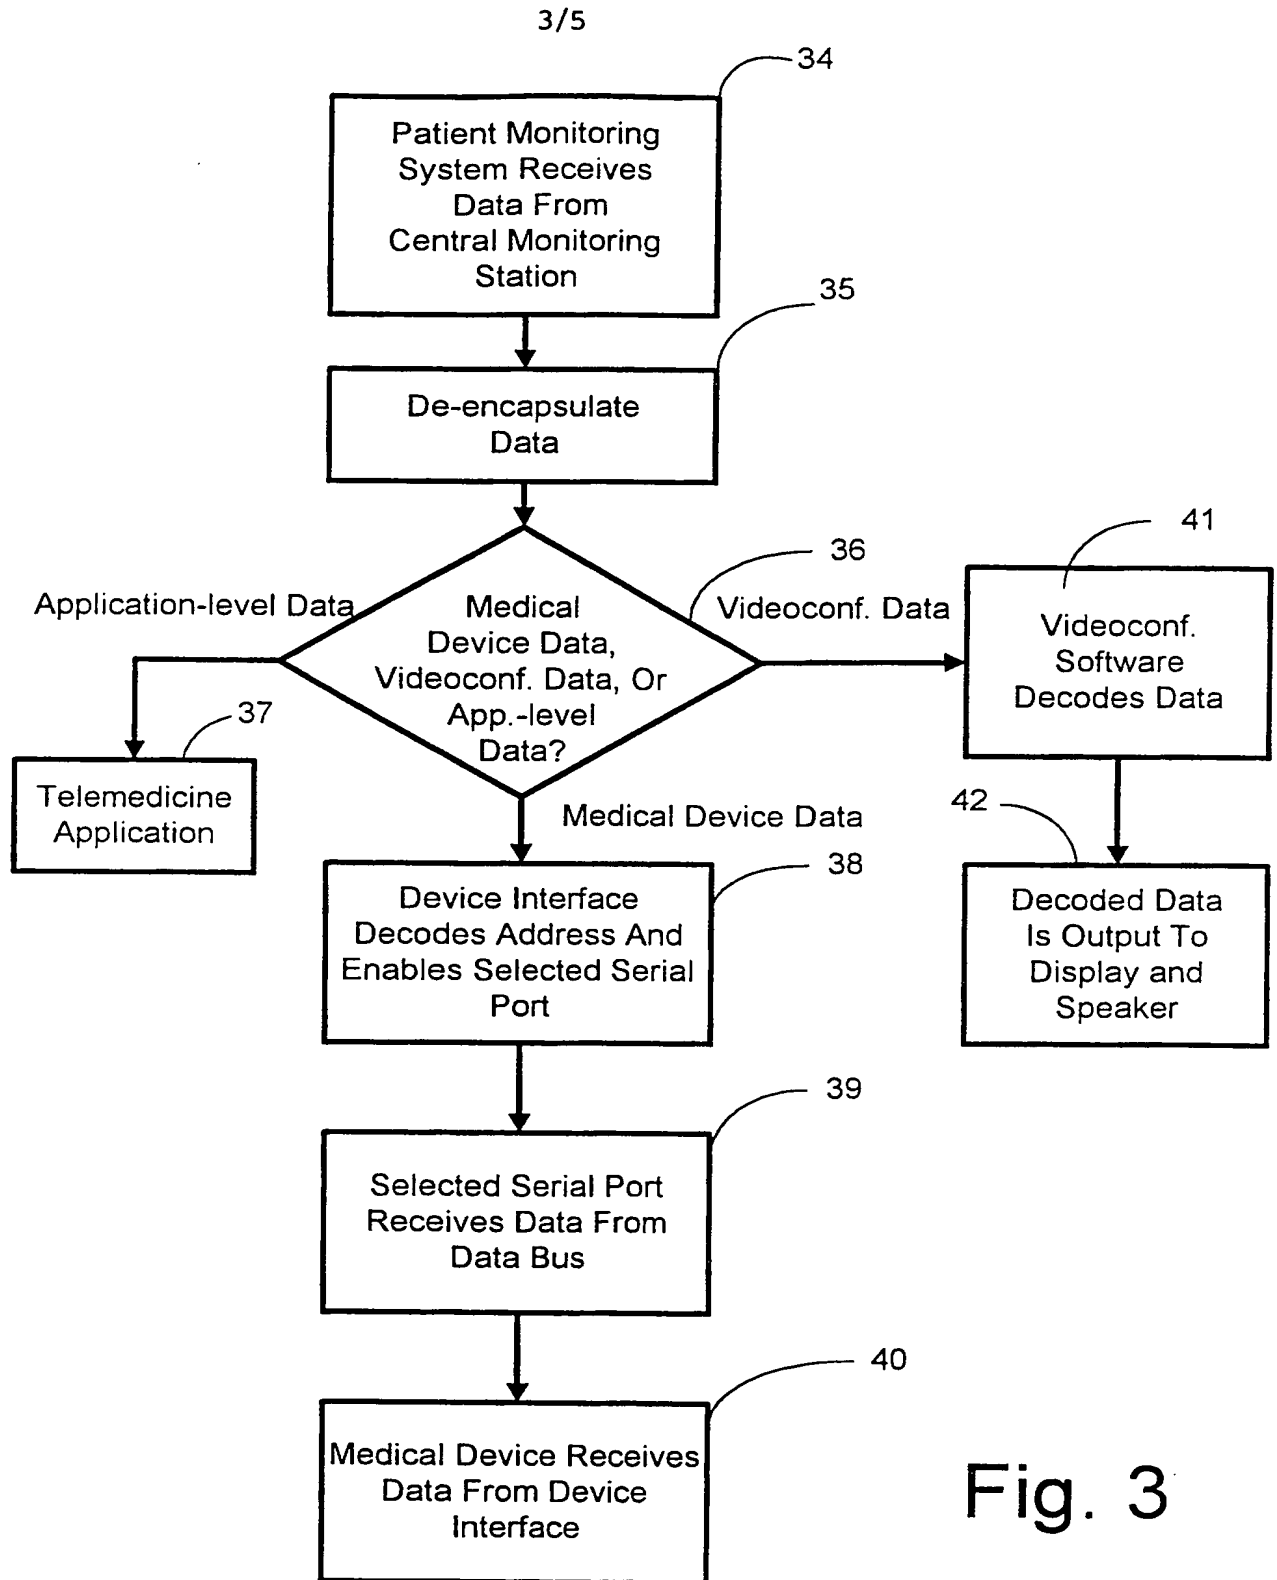 3/5
34
Patient Monitoring
System Receives
Data From
Central Monitoring
Station
35
De-encapsulate
Data
36
Medical
Device Data,
Videoconf. Data, Or
App.-level
Data?
Application-level Data
37
Telemedicine
Application
Videoconf. Data
41
Videoconf.
Software
Decodes Data
42
Decoded Data
Is Output To
Display and
Speaker
Medical Device Data
38
Device Interface
Decodes Address And
Enables Selected Serial
Port
39
Selected Serial Port
Receives Data From
Data Bus
40
Medical Device Receives
Data From Device
Interface
Fig. 3